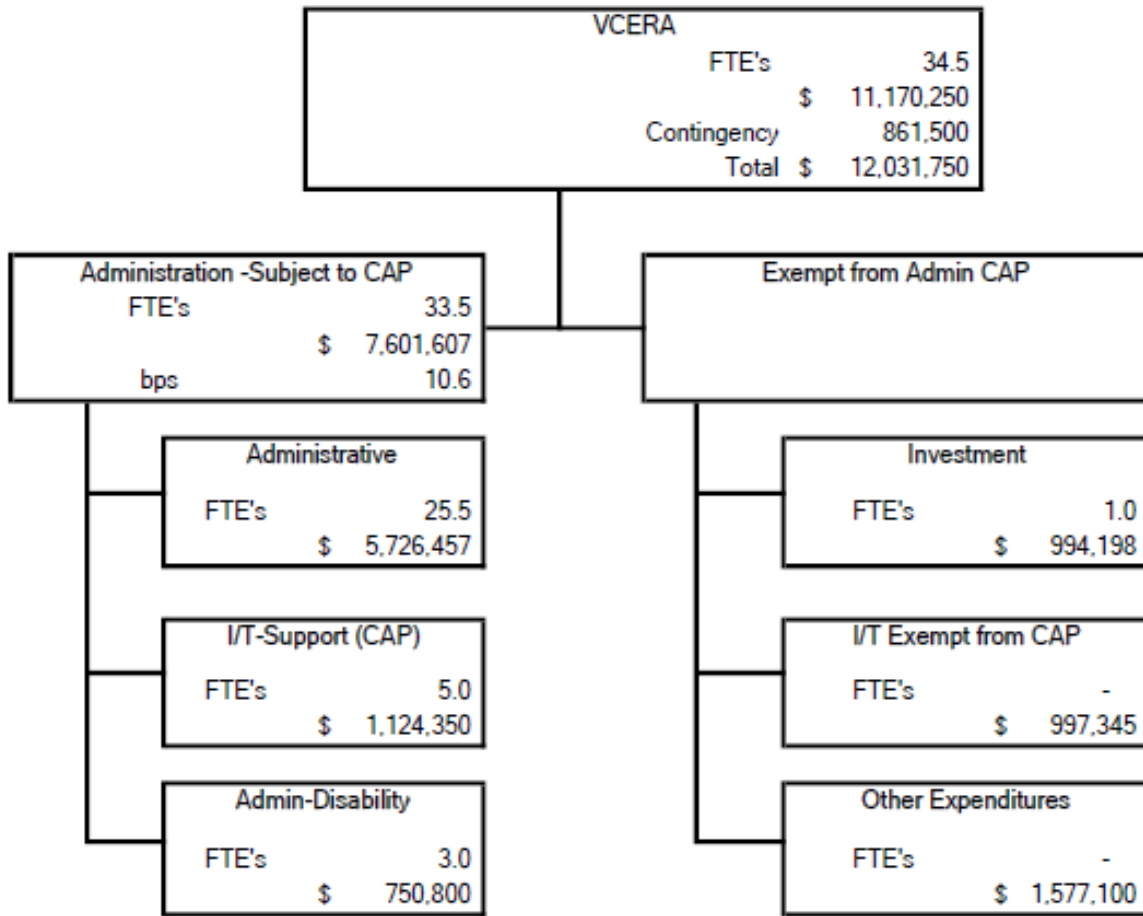 VCERA
FTE's 34.5
$ 11,170,250
Contingency 861,500
Total $ 12,031,750
Administration -Subject to CAP
FTE's 33.5
$ 7,601,607
bps 10.6
Exempt from Admin CAP
Administrative
FTE's 25.5
$ 5,726,457
Investment
FTE's 1.0
$ 994,198
I/T-Support (CAP)
FTE's 5.0
$ 1,124,350
I/T Exempt from CAP
FTE's -
$ 997,345
Admin-Disability
FTE's 3.0
$ 750,800
Other Expenditures
FTE's -
$ 1,577,100